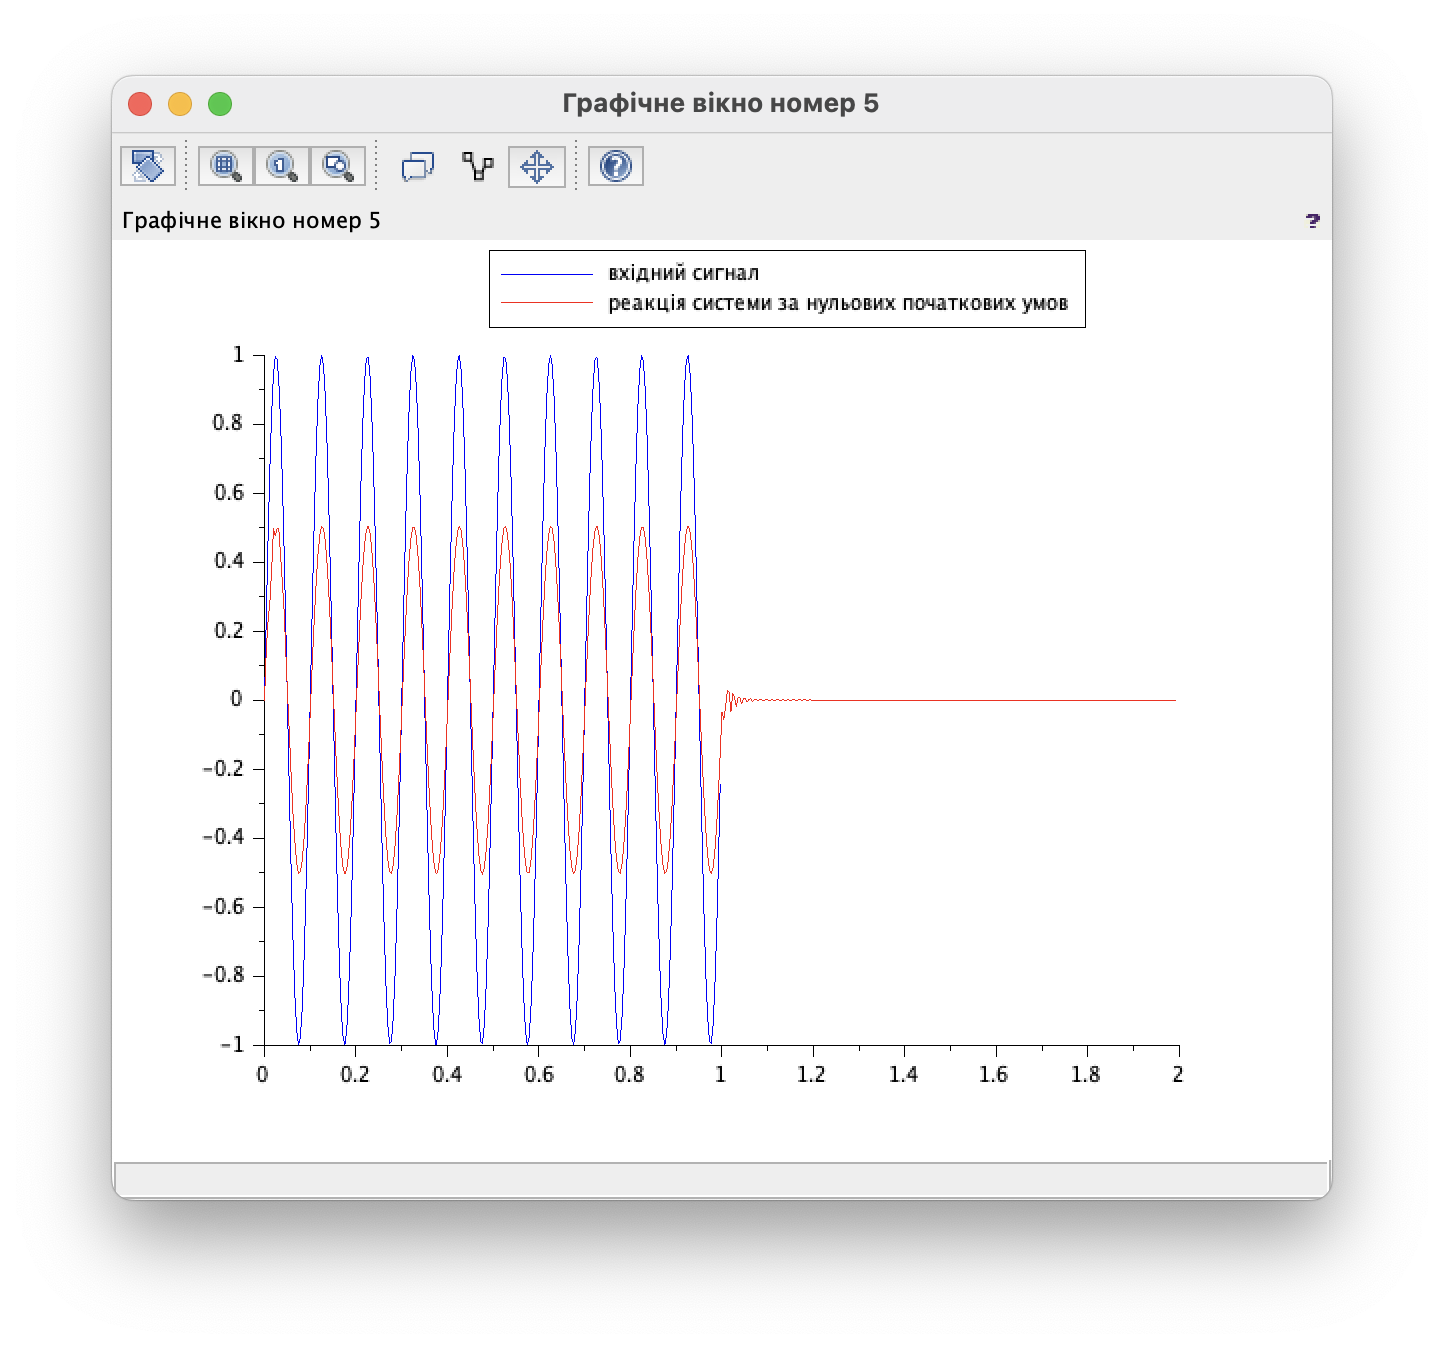 Графічне вікно номер 5
Графічне вікно номер 5
?
вхідний сигнал
реакція системи за нульових початкових умов
1
0.8
0.6
0.4
0.2
0
-0.2
-0.4
-0.6
-0.8
-1
0 0.2 0.4 0.6 0.8 1 1.2 1.4 1.6 1.8 2